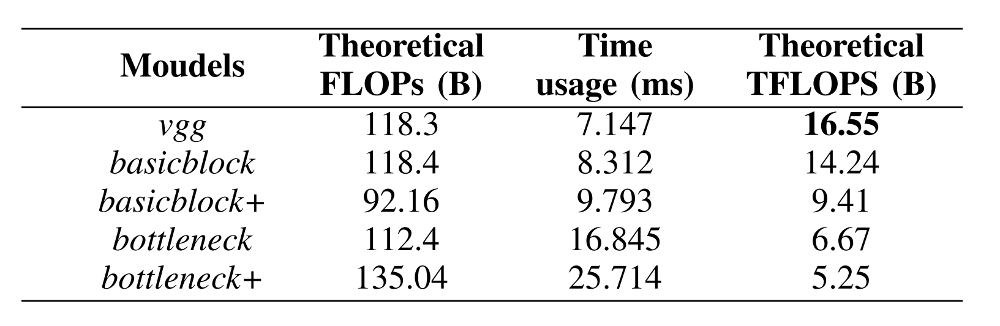 Moudels Theoretical FLOPs (B) Time usage (ms) Theoretical TFLOPS (B)
vgg 118.3 7.147 16.55
basicblock 118.4 8.312 14.24
basicblock+ 92.16 9.793 9.41
bottleneck 112.4 16.845 6.67
bottleneck+ 135.04 25.714 5.25